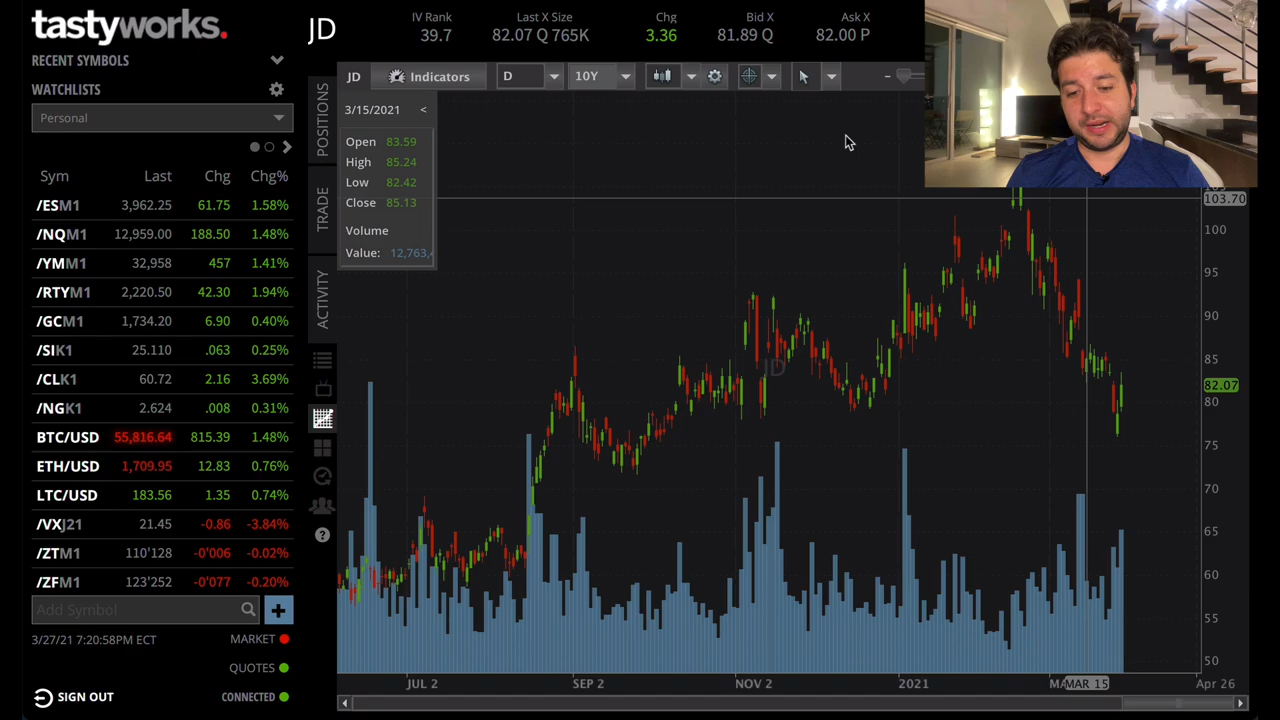 tastyworks.
RECENT SYMBOLS
WATCHLISTS
Personal
Sym Last Chg Chg%
/ESM1 3,962.25 61.75 1.58%
/NQM1 12,959.00 188.50 1.48%
/YMM1 32,958 457 1.41%
/RTYM1 2,220.50 42.30 1.94%
/GCM1 1,734.20 6.90 0.40%
/SIK1 25.110 .063 0.25%
/CLK1 60.72 2.16 3.69%
/NGK1 2.624 .008 0.31%
BTC/USD 55,816.64 815.39 1.48%
ETH/USD 1,709.95 12.83 0.76%
LTC/USD 183.56 1.35 0.74%
/VXJ21 21.45 -0.86 -3.84%
/ZTM1 110'128 -0'006 -0.02%
/ZFM1 123'252 -0'077 -0.20%
Add Symbol
3/27/21 7:20:58PM ECT MARKET
QUOTES
SIGN OUT CONNECTED
POSITIONS
TRADE
ACTIVITY
JD
IV Rank Last X Size Chg Bid X Ask X
39.7 82.07 Q 765K 3.36 81.89 Q 82.00 P
JD Indicators D 10Y
3/15/2021 <
Open 83.59
High 85.24
Low 82.42
Close 85.13
Volume
Value: 12,763,
JD
103.70
100
95
90
85
82.07
80
75
70
65
60
55
50
JUL 2 SEP 2 NOV 2 2021 MAR 15 Apr 26